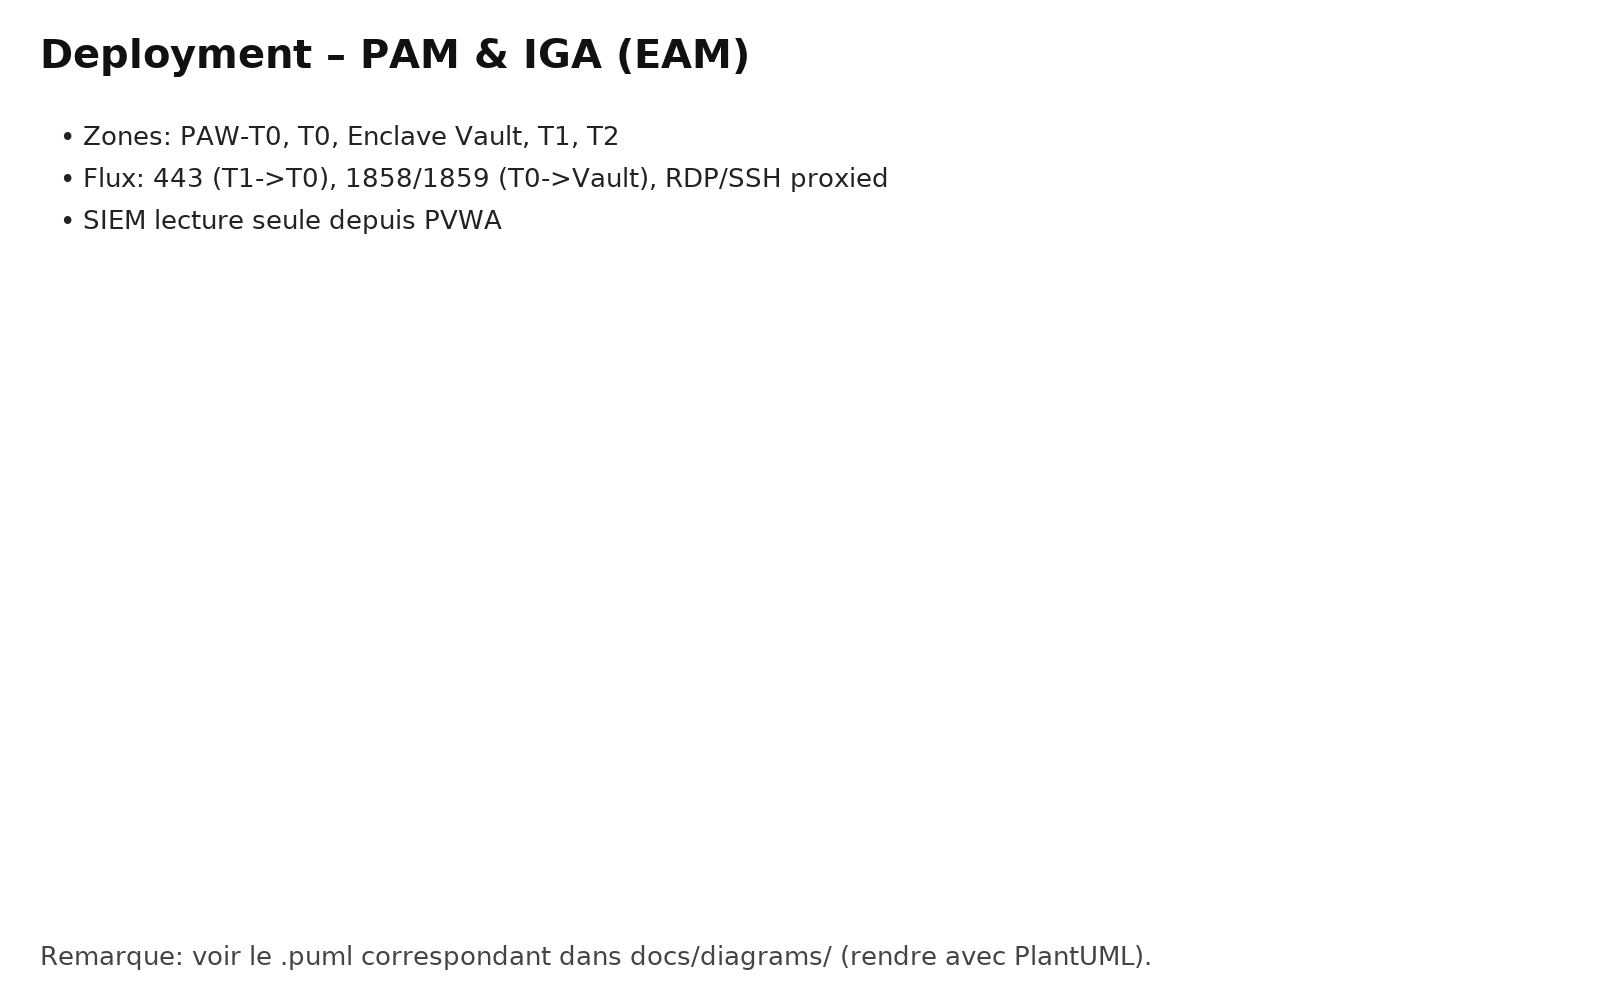 Deployment – PAM & IGA (EAM)
• Zones: PAW-T0, T0, Enclave Vault, T1, T2
• Flux: 443 (T1->T0), 1858/1859 (T0->Vault), RDP/SSH proxied
• SIEM lecture seule depuis PVWA
Remarque: voir le .puml correspondant dans docs/diagrams/ (rendre avec PlantUML).